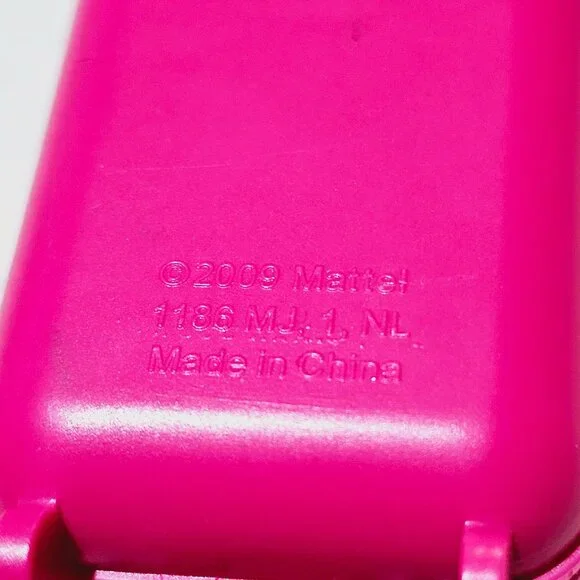 ©2009 Mattel
1186 MJ, 1, NL
Made in China